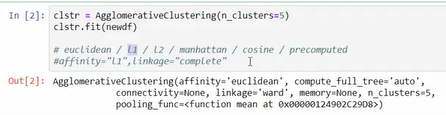 In [2]: clstr = AgglomerativeClustering(n_clusters=5)
clstr.fit(newdf)
# euclidean / l1 / l2 / manhattan / cosine / precomputed
#affinity="l1",linkage="complete"
Out[2]: AgglomerativeClustering(affinity='euclidean', compute_full_tree='auto',
connectivity=None, linkage='ward', memory=None, n_clusters=5,
pooling_func=<function mean at 0x00000124902C29D8>)